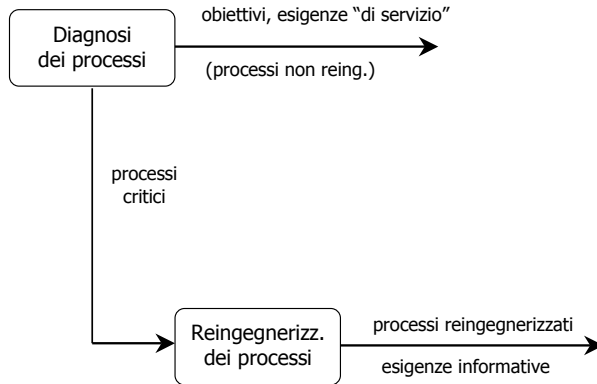 obiettivi, esigenze “di servizio”
Diagnosi
dei processi
(processi non reing.)
processi
critici
Reingegnerizz.
dei processi
processi reingegnerizzati
esigenze informative